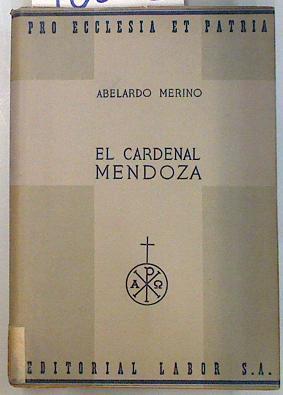 PRO ECCLESIA ET PATRIA
ABELARDO MERINO
EL CARDENAL
MENDOZA
Α Ω
EDITORIAL LABOR S.A.